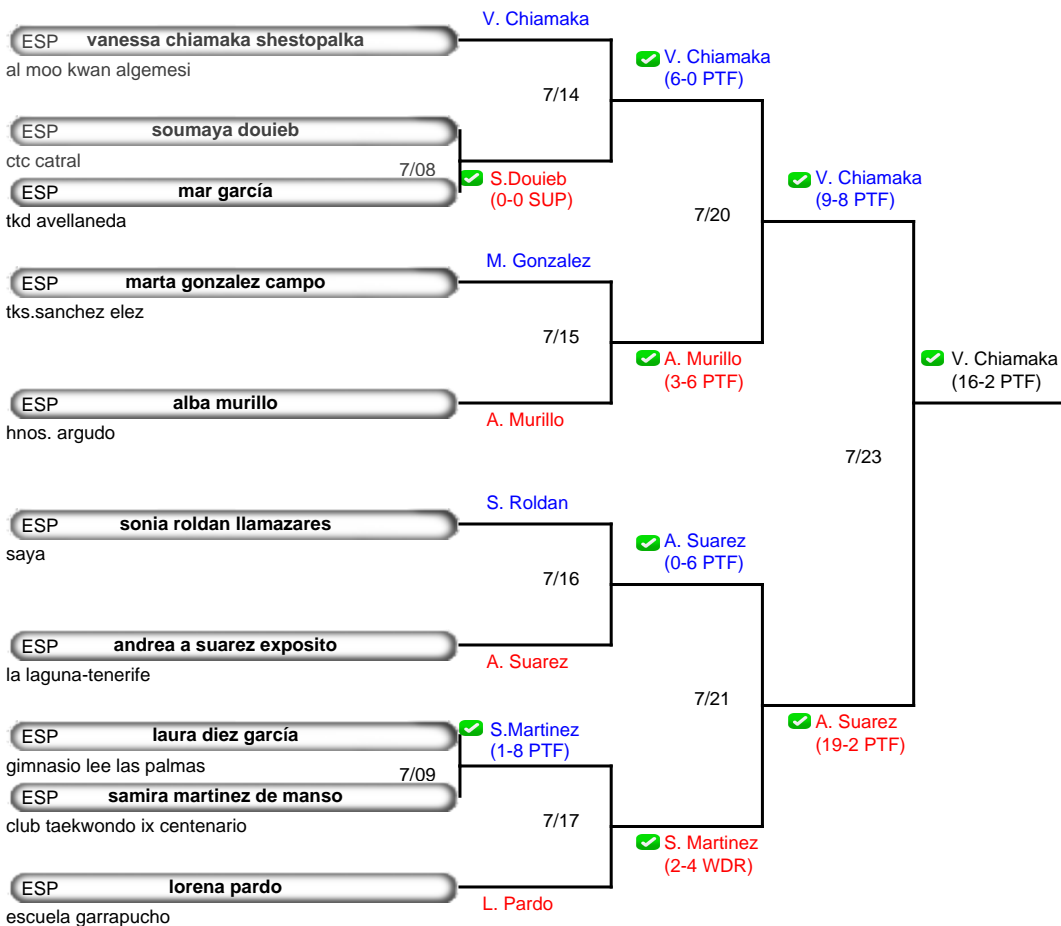 V. Chiamaka
ESP vanessa chiamaka shestopalka
al moo kwan algemesi
V. Chiamaka
(6-0 PTF)
7/14
ESP soumaya douieb
ctc catral
7/08
S.Douieb
(0-0 SUP)
ESP mar garcía
tkd avellaneda
V. Chiamaka
(9-8 PTF)
7/20
M. Gonzalez
ESP marta gonzalez campo
tks.sanchez elez
7/15
A. Murillo
(3-6 PTF)
ESP alba murillo
hnos. argudo
A. Murillo
V. Chiamaka
(16-2 PTF)
7/23
S. Roldan
ESP sonia roldan llamazares
saya
A. Suarez
(0-6 PTF)
7/16
ESP andrea a suarez exposito
la laguna-tenerife
A. Suarez
7/21
A. Suarez
(19-2 PTF)
ESP laura diez garcía
gimnasio lee las palmas
S.Martinez
(1-8 PTF)
7/09
ESP samira martinez de manso
club taekwondo ix centenario
7/17
S. Martinez
(2-4 WDR)
ESP lorena pardo
escuela garrapucho
L. Pardo